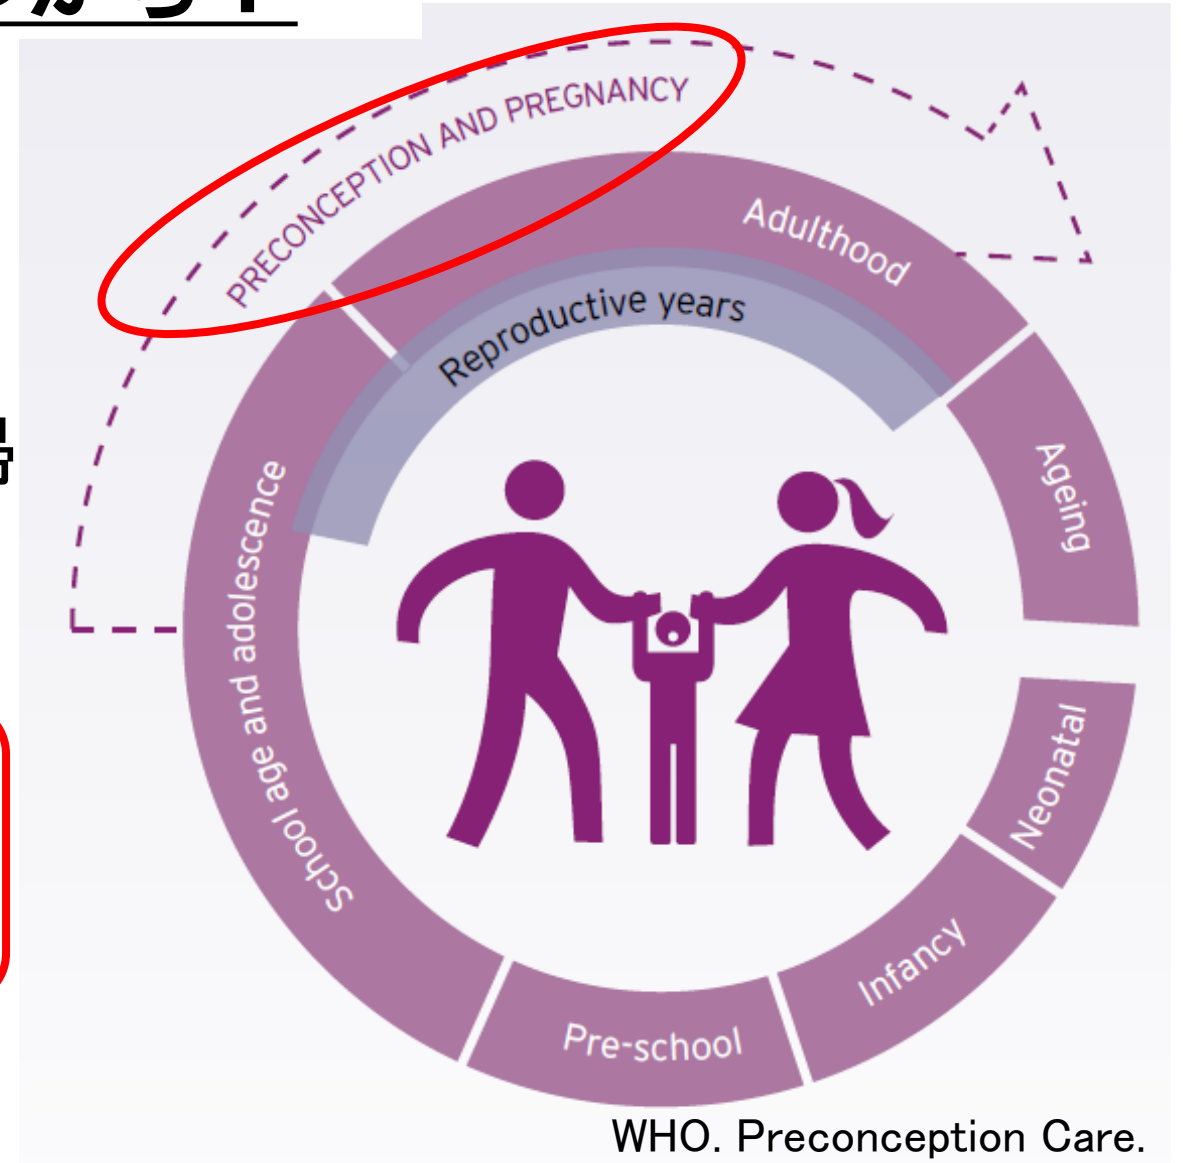 PRECONCEPTION AND PREGNANCY
Adulthood
Reproductive years
Ageing
School age and adolescence
Neonatal
Infancy
Pre-school
WHO. Preconception Care.